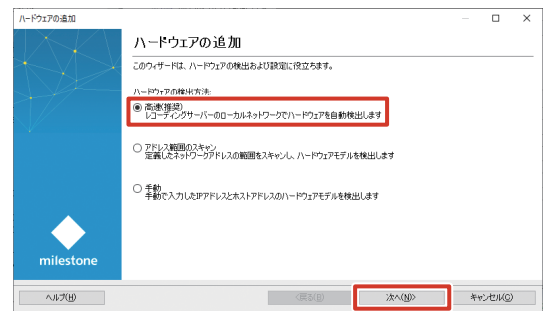 ハードウェアの追加
ハードウェアの追加
このウィザードは、ハードウェアの検出および設定に役立ちます。
ハードウェアの検出方法:
高速(推奨)
レコーディングサーバーのローカルネットワークでハードウェアを自動検出します
アドレス範囲のスキャン
定義したネットワークアドレスの範囲をスキャンし、ハードウェアモデルを検出します
手動
手動で入力したIPアドレスとホストアドレスのハードウェアモデルを検出します
milestone
ヘルプ(H)
<戻る(B)
次へ(N)>
キャンセル(C)